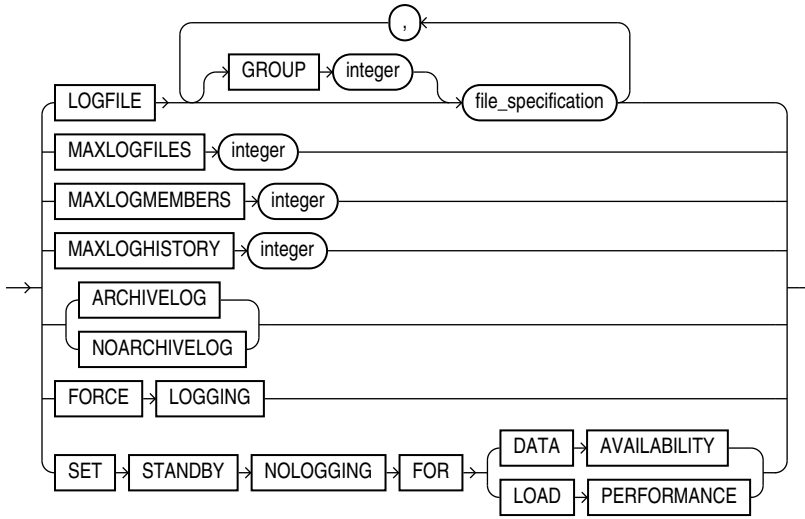 ,
GROUP integer
LOGFILE file_specification
MAXLOGFILES integer
MAXLOGMEMBERS integer
MAXLOGHISTORY integer
ARCHIVELOG
NOARCHIVELOG
FORCE LOGGING
DATA AVAILABILITY
SET STANDBY NOLOGGING FOR
LOAD PERFORMANCE